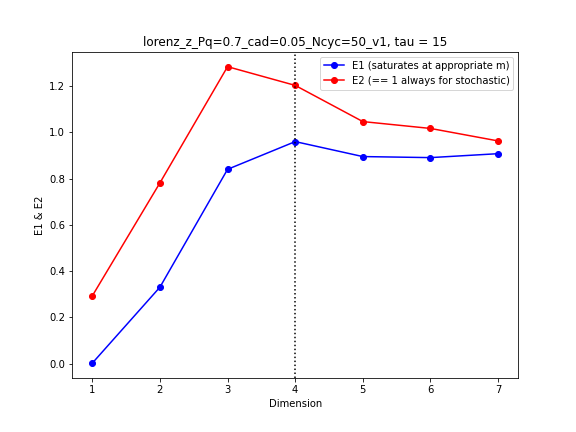 lorenz_z_Pq=0.7_cad=0.05_Ncyc=50_v1, tau = 15
E1 (saturates at appropriate m)
E2 (== 1 always for stochastic)
E1 & E2
1.2
1.0
0.8
0.6
0.4
0.2
0.0
1 2 3 4 5 6 7
Dimension